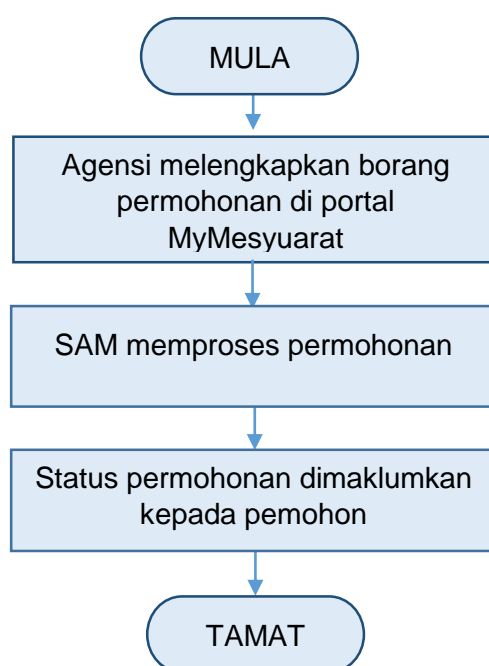 MULA
Agensi melengkapkan borang
permohonan di portal
MyMesyuarat
SAM memproses permohonan
Status permohonan dimaklumkan
kepada pemohon
TAMAT